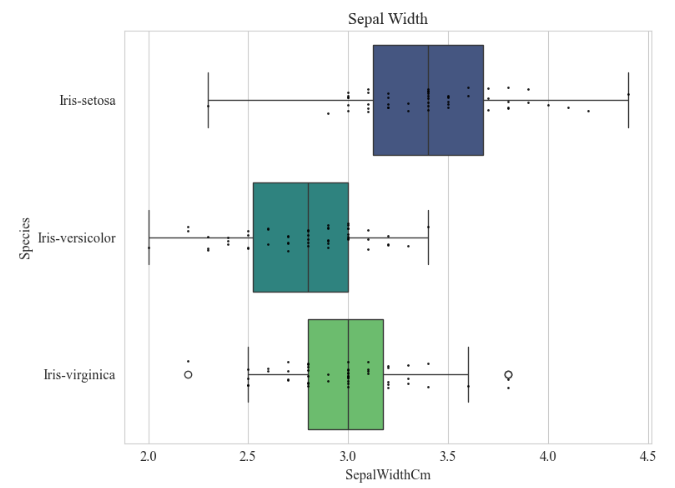 Sepal Width
Species
Iris-setosa
Iris-versicolor
Iris-virginica
2.0 2.5 3.0 3.5 4.0 4.5
SepalWidthCm